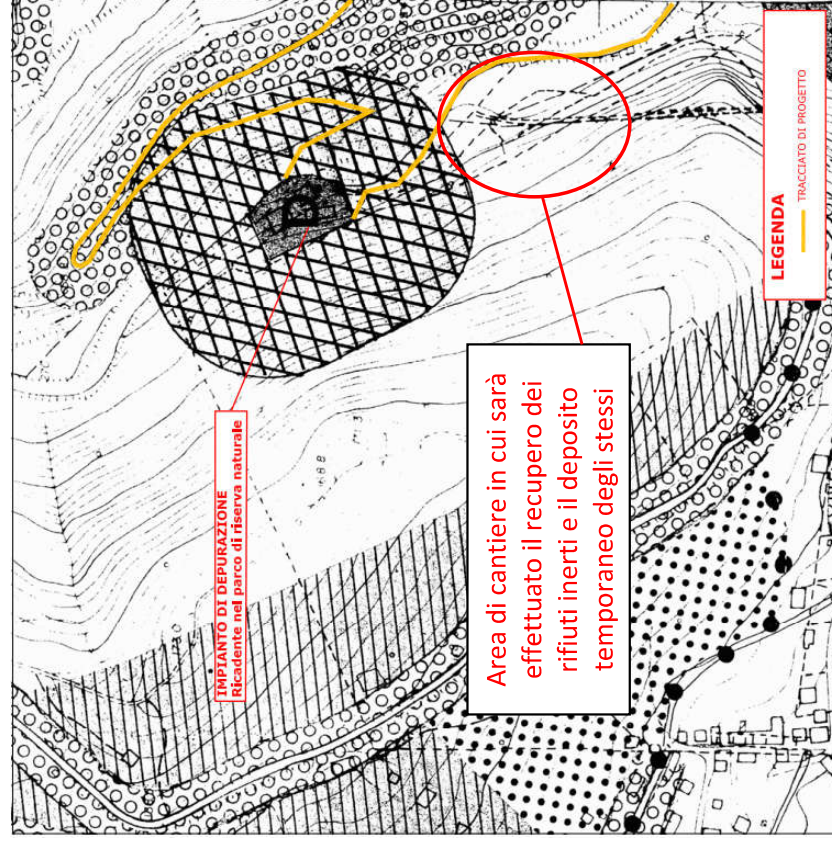 IMPIANTO DI DEPURAZIONE
Ricadente nel parco di riserva naturale
D
Area di cantiere in cui sarà
effettuato il recupero dei
rifiuti inerti e il deposito
temporaneo degli stessi
LEGENDA
TRACCIATO DI PROGETTO